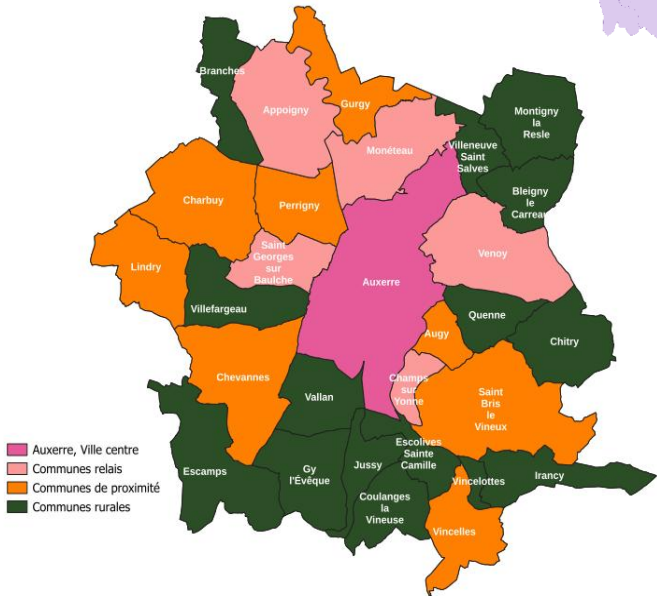 Branches
Appoigny
Gurgy
Montigny
la
Resle
Monéteau
Villeneuve
Saint
Salves
Bleigny
le
Carreau
Charbuy
Perrigny
Saint
Georges
sur
Baulche
Venoy
Lindry
Auxerre
Villefargeau
Quenne
Augy
Chitry
Chevannes
Champs
sur
Yonne
Vallan
Saint
Bris
le
Vineux
Auxerre, Ville centre
Communes relais
Communes de proximité
Communes rurales
Escamps
Gy
l'Évêque
Jussy
Escolives
Sainte
Camille
Coulanges
la
Vineuse
Vincelottes
Irancy
Vincelles